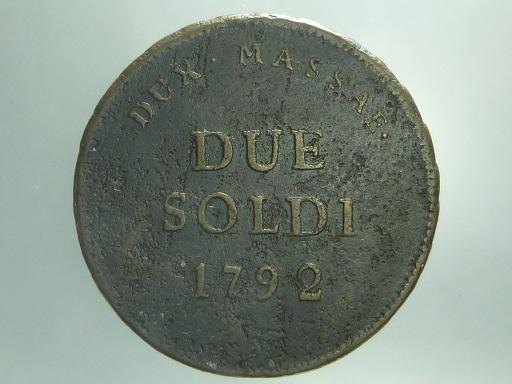 DUX · MASSAE ·
DUE
SOLDI
1792